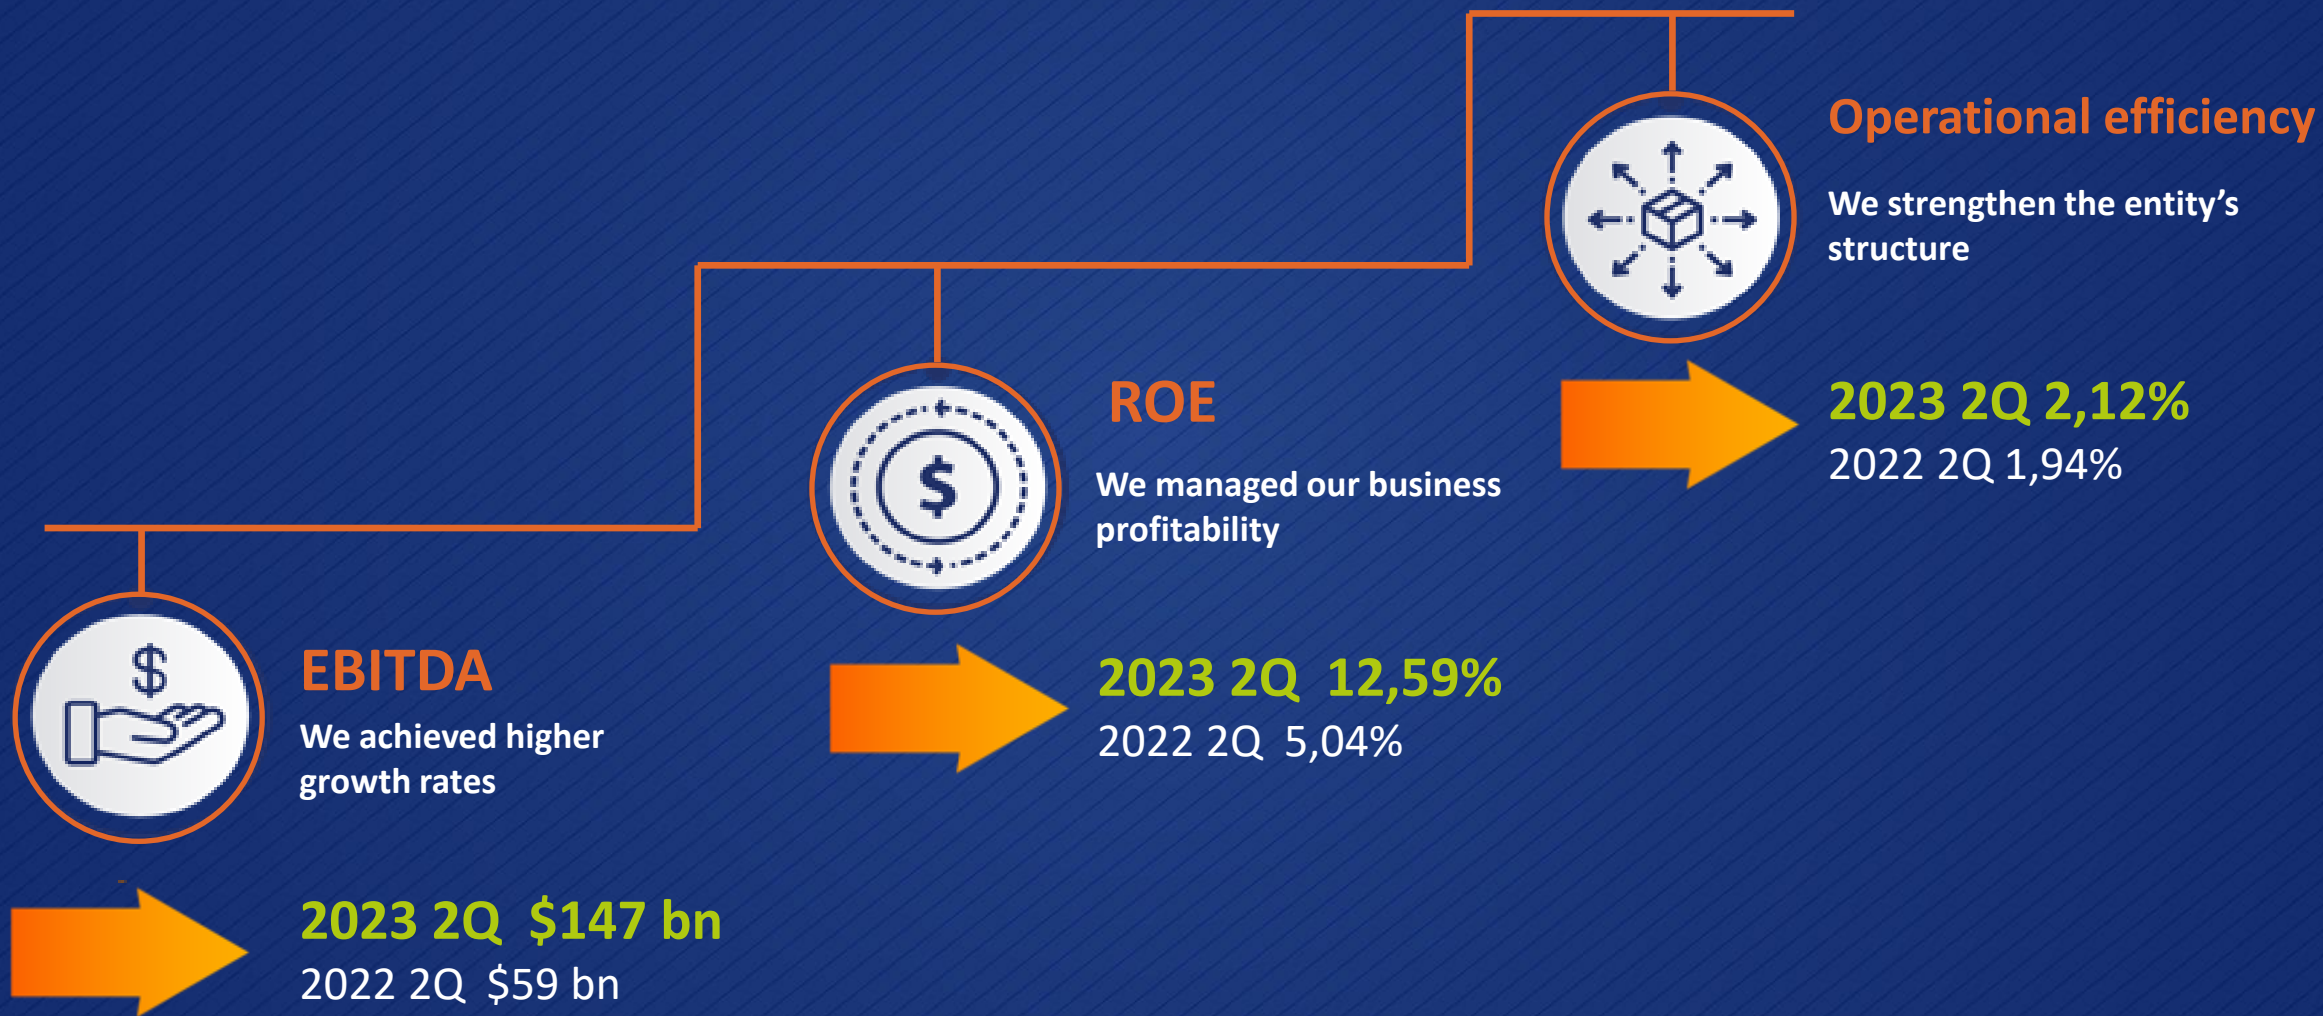 EBITDA
We achieved higher
growth rates
2023 2Q $147 bn
2022 2Q $59 bn
ROE
We managed our business
profitability
2023 2Q 12,59%
2022 2Q 5,04%
Operational efficiency
We strengthen the entity’s
structure
2023 2Q 2,12%
2022 2Q 1,94%